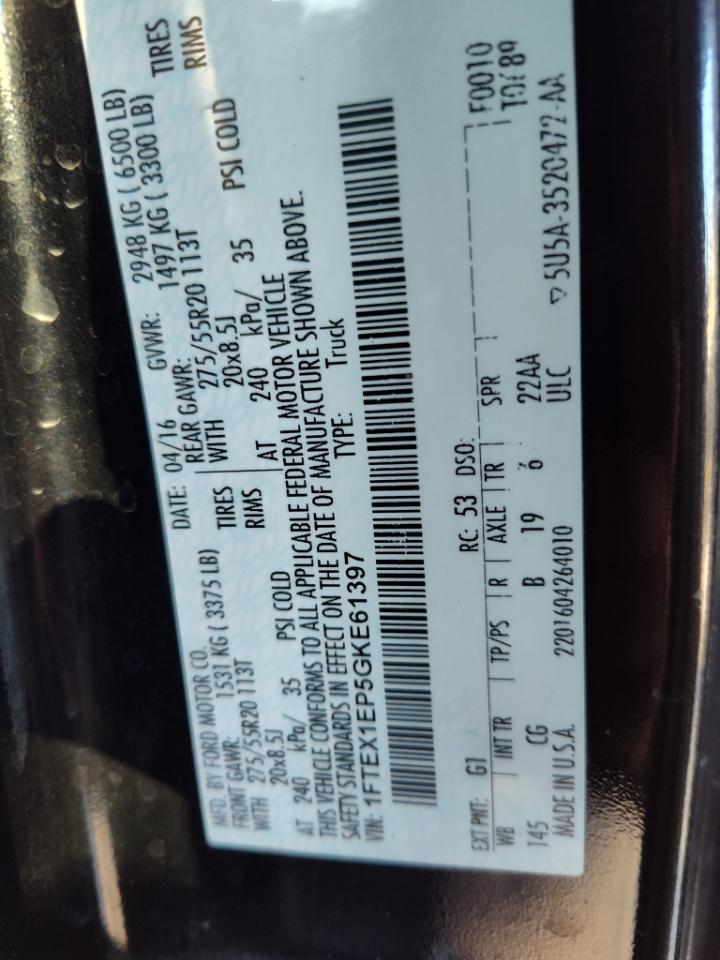 MFD. BY FORD MOTOR CO.
DATE: 04/16 GVWR: 2948 KG ( 6500 LB)
FRONT GAWR: 1531 KG ( 3375 LB) REAR GAWR: 1497 KG ( 3300 LB)
WITH 275/55R20 113T TIRES WITH 275/55R20 113T TIRES
20x8.5J RIMS 20x8.5J RIMS
AT 240 kPa/ 35 PSI COLD AT 240 kPa/ 35 PSI COLD
THIS VEHICLE CONFORMS TO ALL APPLICABLE FEDERAL MOTOR VEHICLE
SAFETY STANDARDS IN EFFECT ON THE DATE OF MANUFACTURE SHOWN ABOVE.
VIN: 1FTEX1EP5GKE61397 TYPE: Truck
EXT PNT: G1 RC: 53 DSO: F0010
WB INT TR TP/PS R AXLE TR SPR
145 CG B 19 6 22AA
ULC
MADE IN U.S.A. 2201604264010 5U5A-3520472-AA